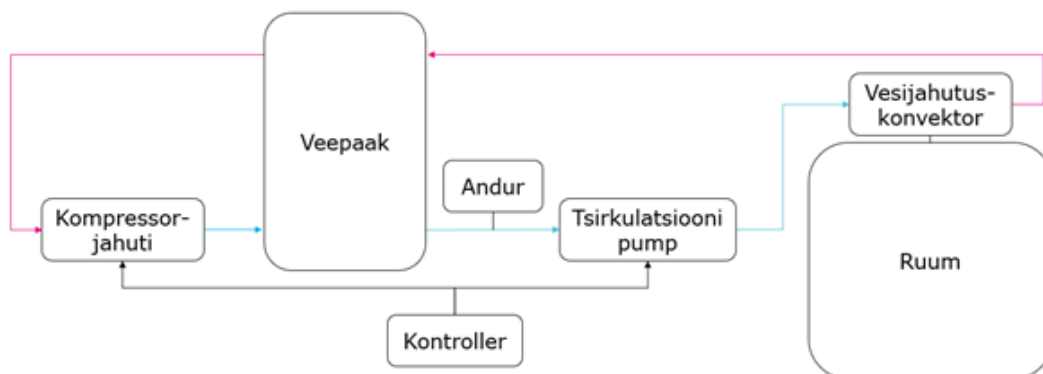 Veepaak
Vesijahutus-
konvektor
Andur
Kompressor-
jahuti
Tsirkulatsiooni
pump
Ruum
Kontroller